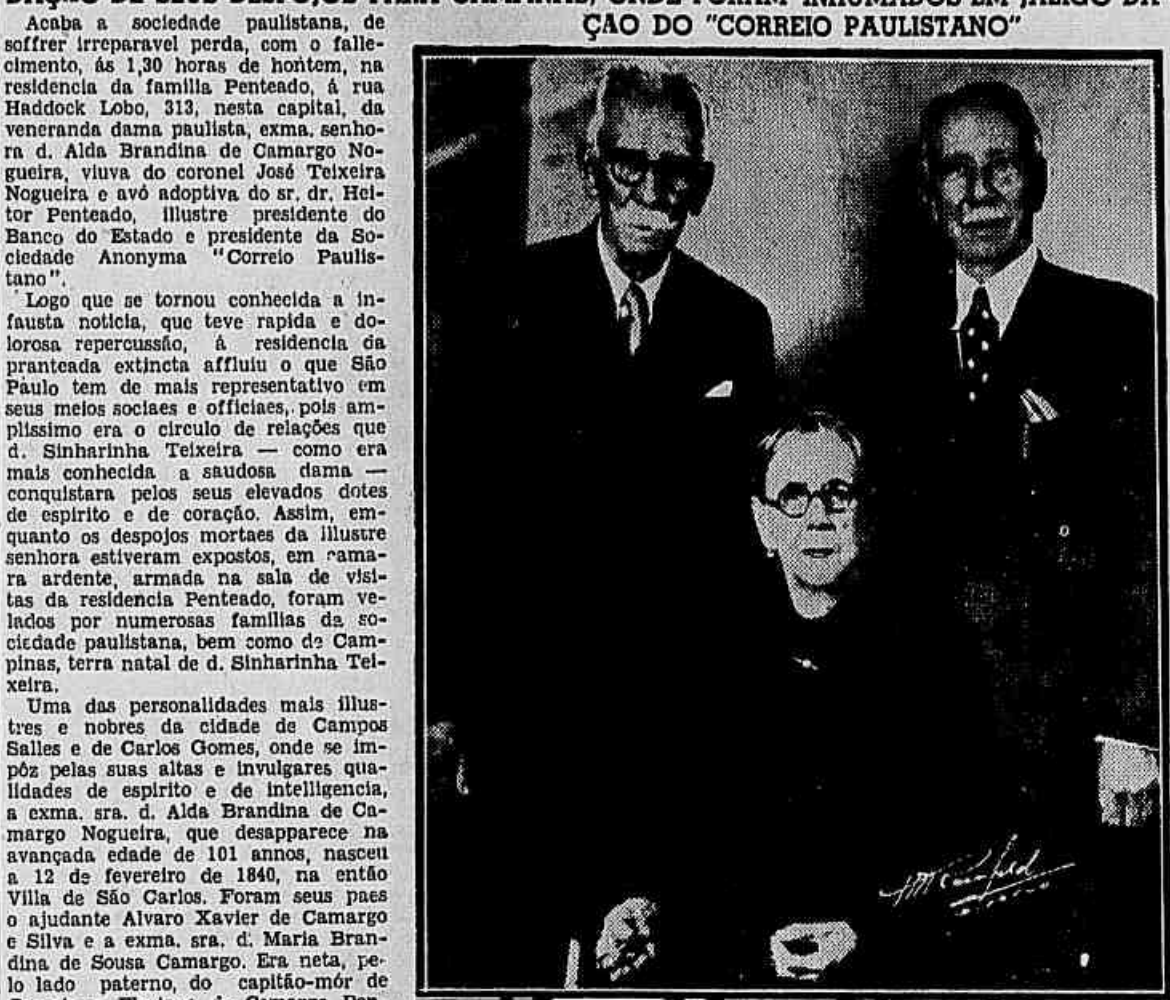 DAÇÃO DE SEUS DESPOJOS PARA CAMPINAS, ONDE FORAM INHUMADOS EM JAZIGO DA
ÇAO DO "CORREIO PAULISTANO"
Acaba a sociedade paulistana, de
soffrer irreparavel perda, com o falle-
cimento, ás 1,30 horas de hontem, na
residencia da familia Penteado, á rua
Haddock Lobo, 313, nesta capital, da
veneranda dama paulista, exma. senho-
ra d. Alda Brandina de Camargo No-
gueira, viuva do coronel José Teixeira
Nogueira e avó adoptiva do sr. dr. Hei-
tor Penteado, illustre presidente do
Banco do Estado e presidente da So-
ciedade Anonyma "Correio Paulis-
tano".
Logo que se tornou conhecida a in-
fausta noticia, que teve rapida e do-
lorosa repercussão, á residencia da
pranteada extincta affluiu o que São
Paulo tem de mais representativo em
seus meios sociaes e officiaes, pois am-
plissimo era o circulo de relações que
d. Sinharinha Teixeira — como era
mais conhecida a saudosa dama —
conquistara pelos seus elevados dotes
de espirito e de coração. Assim, em-
quanto os despojos mortaes da illustre
senhora estiveram expostos, em cama-
ra ardente, armada na sala de visi-
tas da residencia Penteado, foram ve-
lados por numerosas familias da so-
ciedade paulistana, bem como de Cam-
pinas, terra natal de d. Sinharinha Tei-
xeira.
Uma das personalidades mais illus-
tres e nobres da cidade de Campos
Salles e de Carlos Gomes, onde se im-
pôz pelas suas altas e invulgares qua-
lidades de espirito e de intelligencia,
a exma. sra. d. Alda Brandina de Ca-
margo Nogueira, que desapparece na
avançada edade de 101 annos, nasceu
a 12 de fevereiro de 1840, na então
Villa de São Carlos. Foram seus paes
o ajudante Alvaro Xavier de Camargo
e Silva e a exma. sra. d. Maria Bran-
dina de Sousa Camargo. Era neta, pe-
lo lado paterno, do capitão-mór de